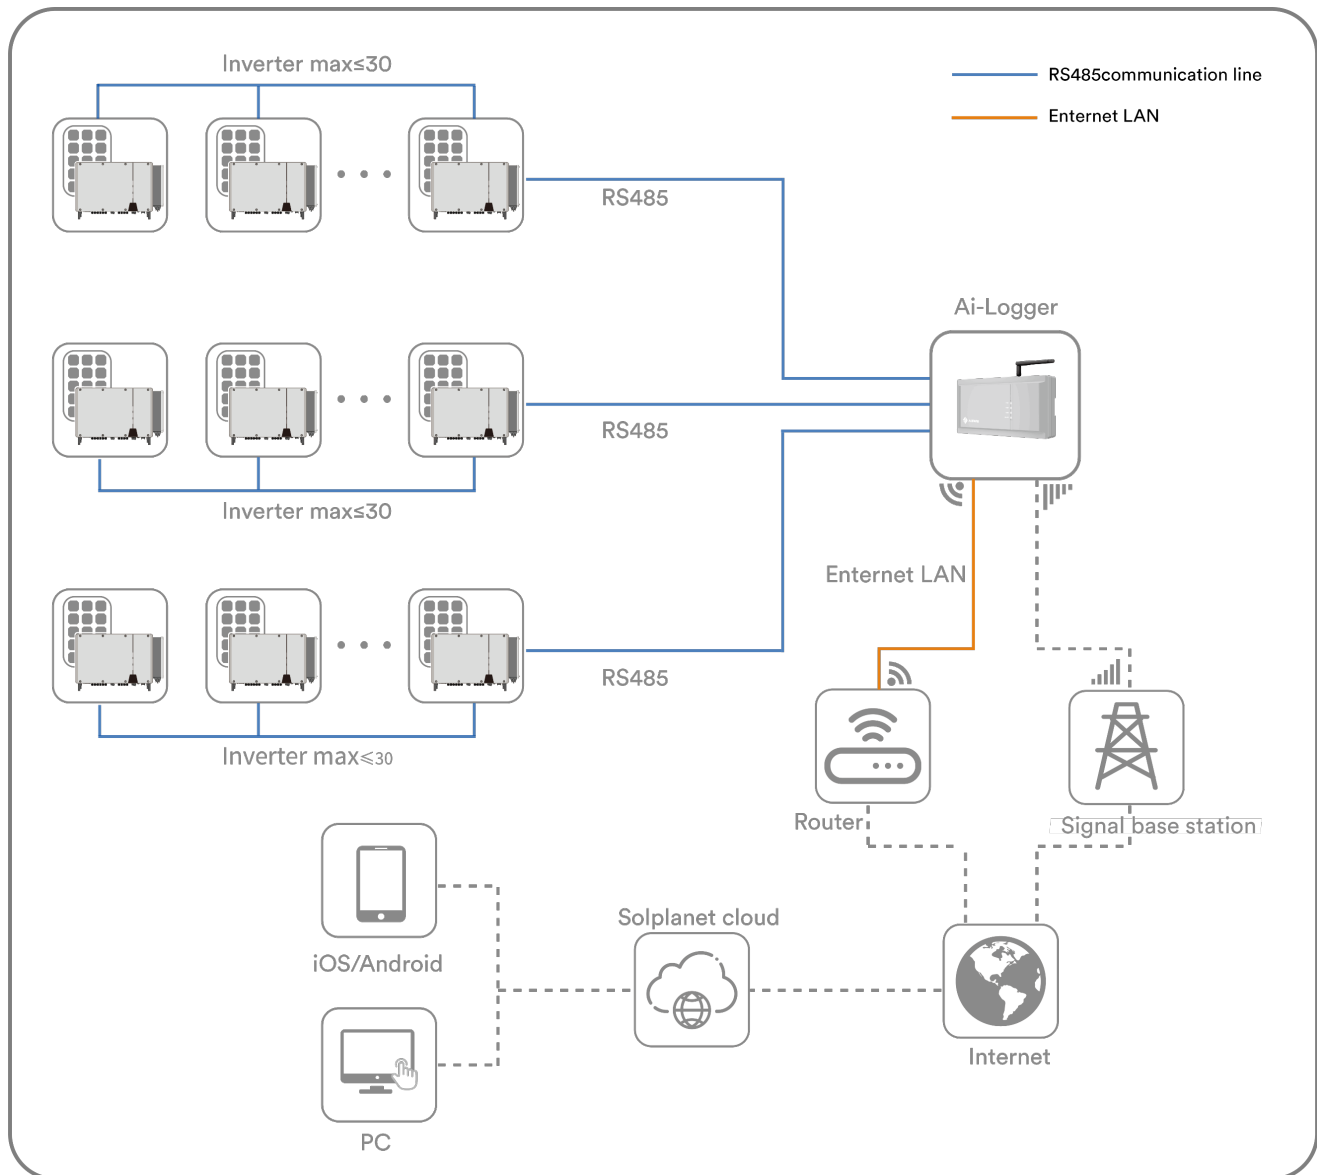 Inverter max≤30
RS485communication line
Enternet LAN
RS485
Ai-Logger
RS485
Inverter max≤30
Enternet LAN
RS485
Inverter max≤30
Router
Signal base station
Solplanet cloud
iOS/Android
Internet
PC